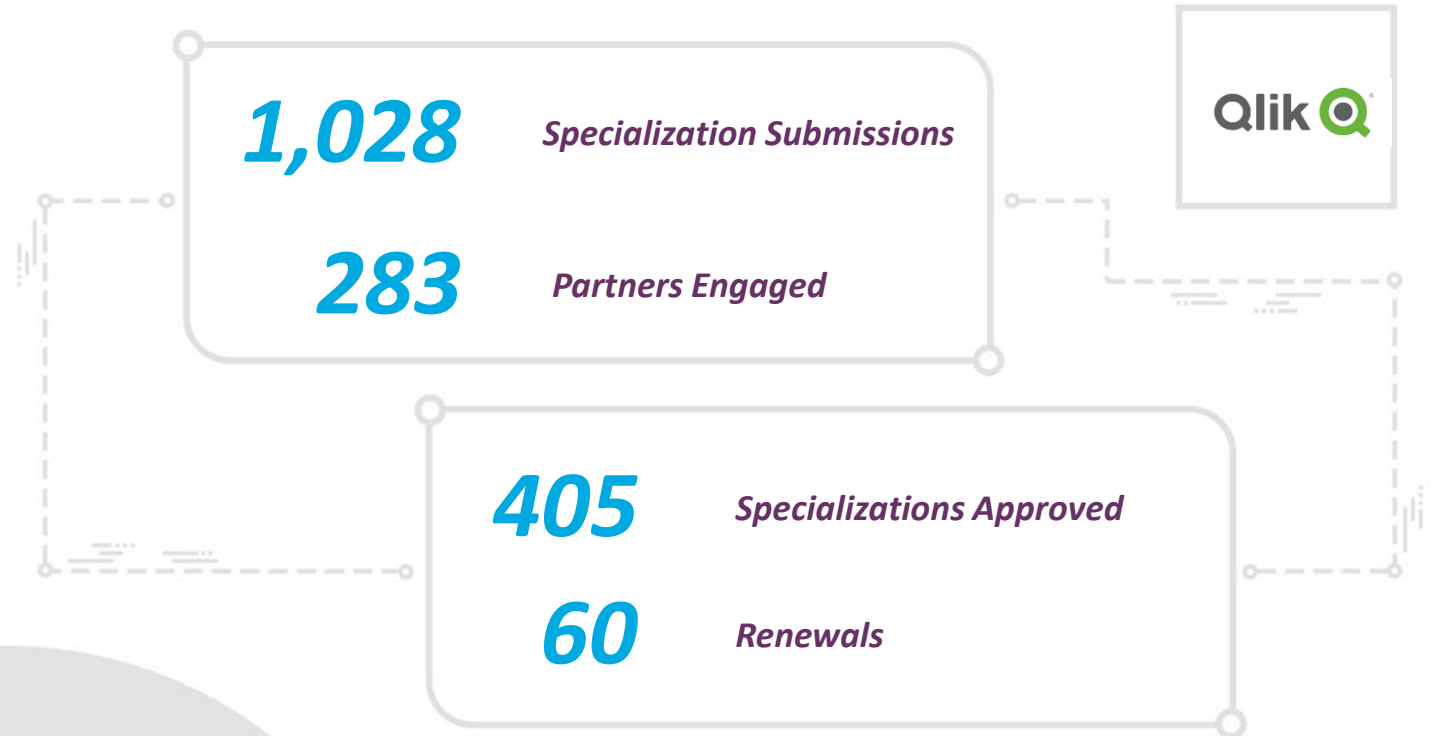 1,028 Specialization Submissions
Qlik
283 Partners Engaged
405 Specializations Approved
60 Renewals